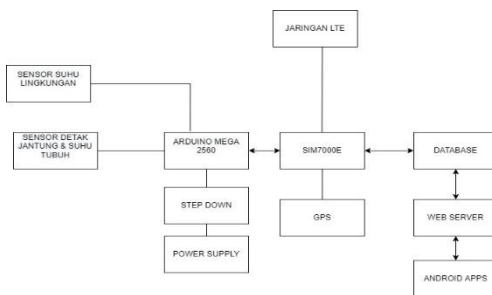 JARINGAN LTE
SENSOR SUHU
LINGKUNGAN
SENSOR DETAK
JANTUNG & SUHU
TUBUH
ARDUINO MEGA
2560
SIM7000E
DATABASE
STEP DOWN
GPS
WEB SERVER
POWER SUPPLY
ANDROID APPS